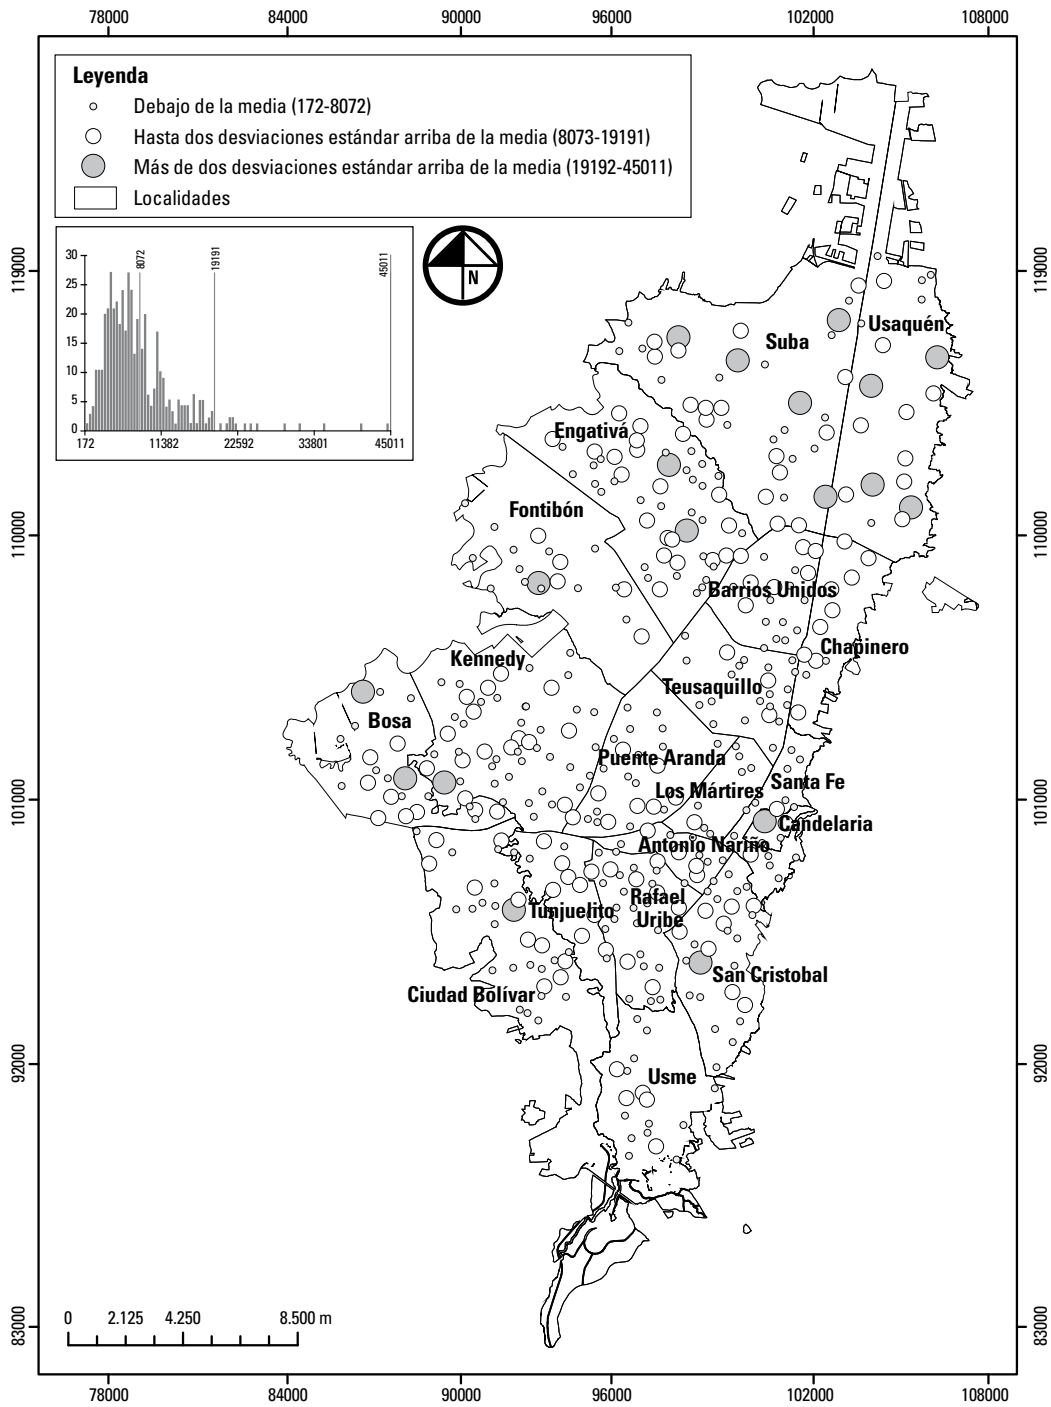 78000 84000 90000 96000 102000 108000
Leyenda
Debajo de la media (172-8072)
Hasta dos desviaciones estándar arriba de la media (8073-19191)
Más de dos desviaciones estándar arriba de la media (19192-45011)
Localidades
30
25
20
15
10
5
0
8072
19191
45011
172 11382 22592 33801 45011
N
119000 119000
Usaquén
Suba
Engativá
Fontibón
110000 110000
Barrios Unidos
Chapinero
Kennedy
Teusaquillo
Bosa
Puente Aranda
Santa Fe
Los Mártires
101000 101000
Candelaria
Antonio Nariño
Rafael
Uribe
Tunjuelito
San Cristobal
Ciudad Bolívar
92000 92000
Usme
0 2.125 4.250 8.500 m
83000 83000
78000 84000 90000 96000 102000 108000